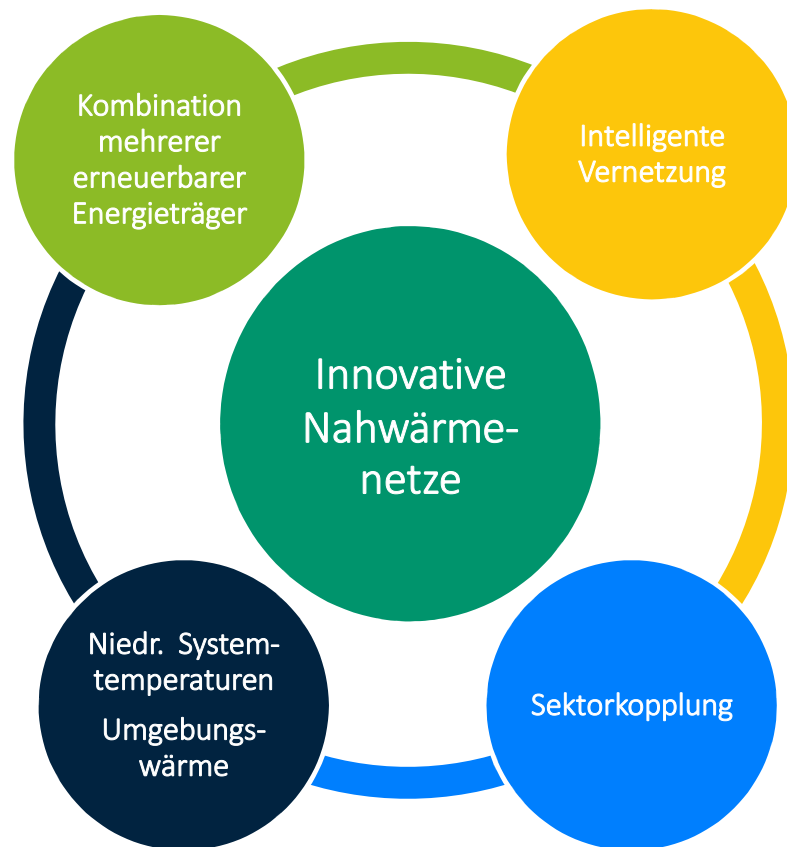 Kombination
mehrerer
erneuerbarer
Energieträger
Intelligente
Vernetzung
Innovative
Nahwärme-
netze
Niedr. System-
temperaturen
Umgebungs-
wärme
Sektorkopplung